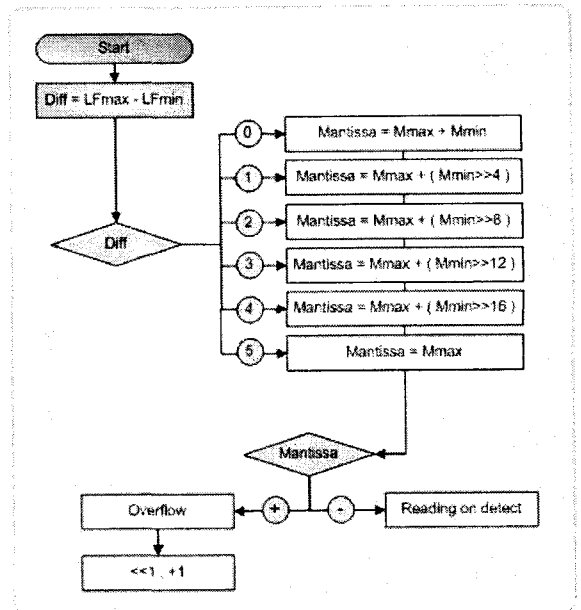 Start
Diff = LFmax - LFmin
0
Mantissa = Mmax + Mmin
1
Mantissa = Mmax + ( Mmin>>4 )
2
Mantissa = Mmax + ( Mmin>>8 )
Diff
3
Mantissa = Mmax + ( Mmin>>12 )
4
Mantissa = Mmax + ( Mmin>>16 )
5
Mantissa = Mmax
Mantissa
Overflow
+
-
Reading on detect
<<1 , +1